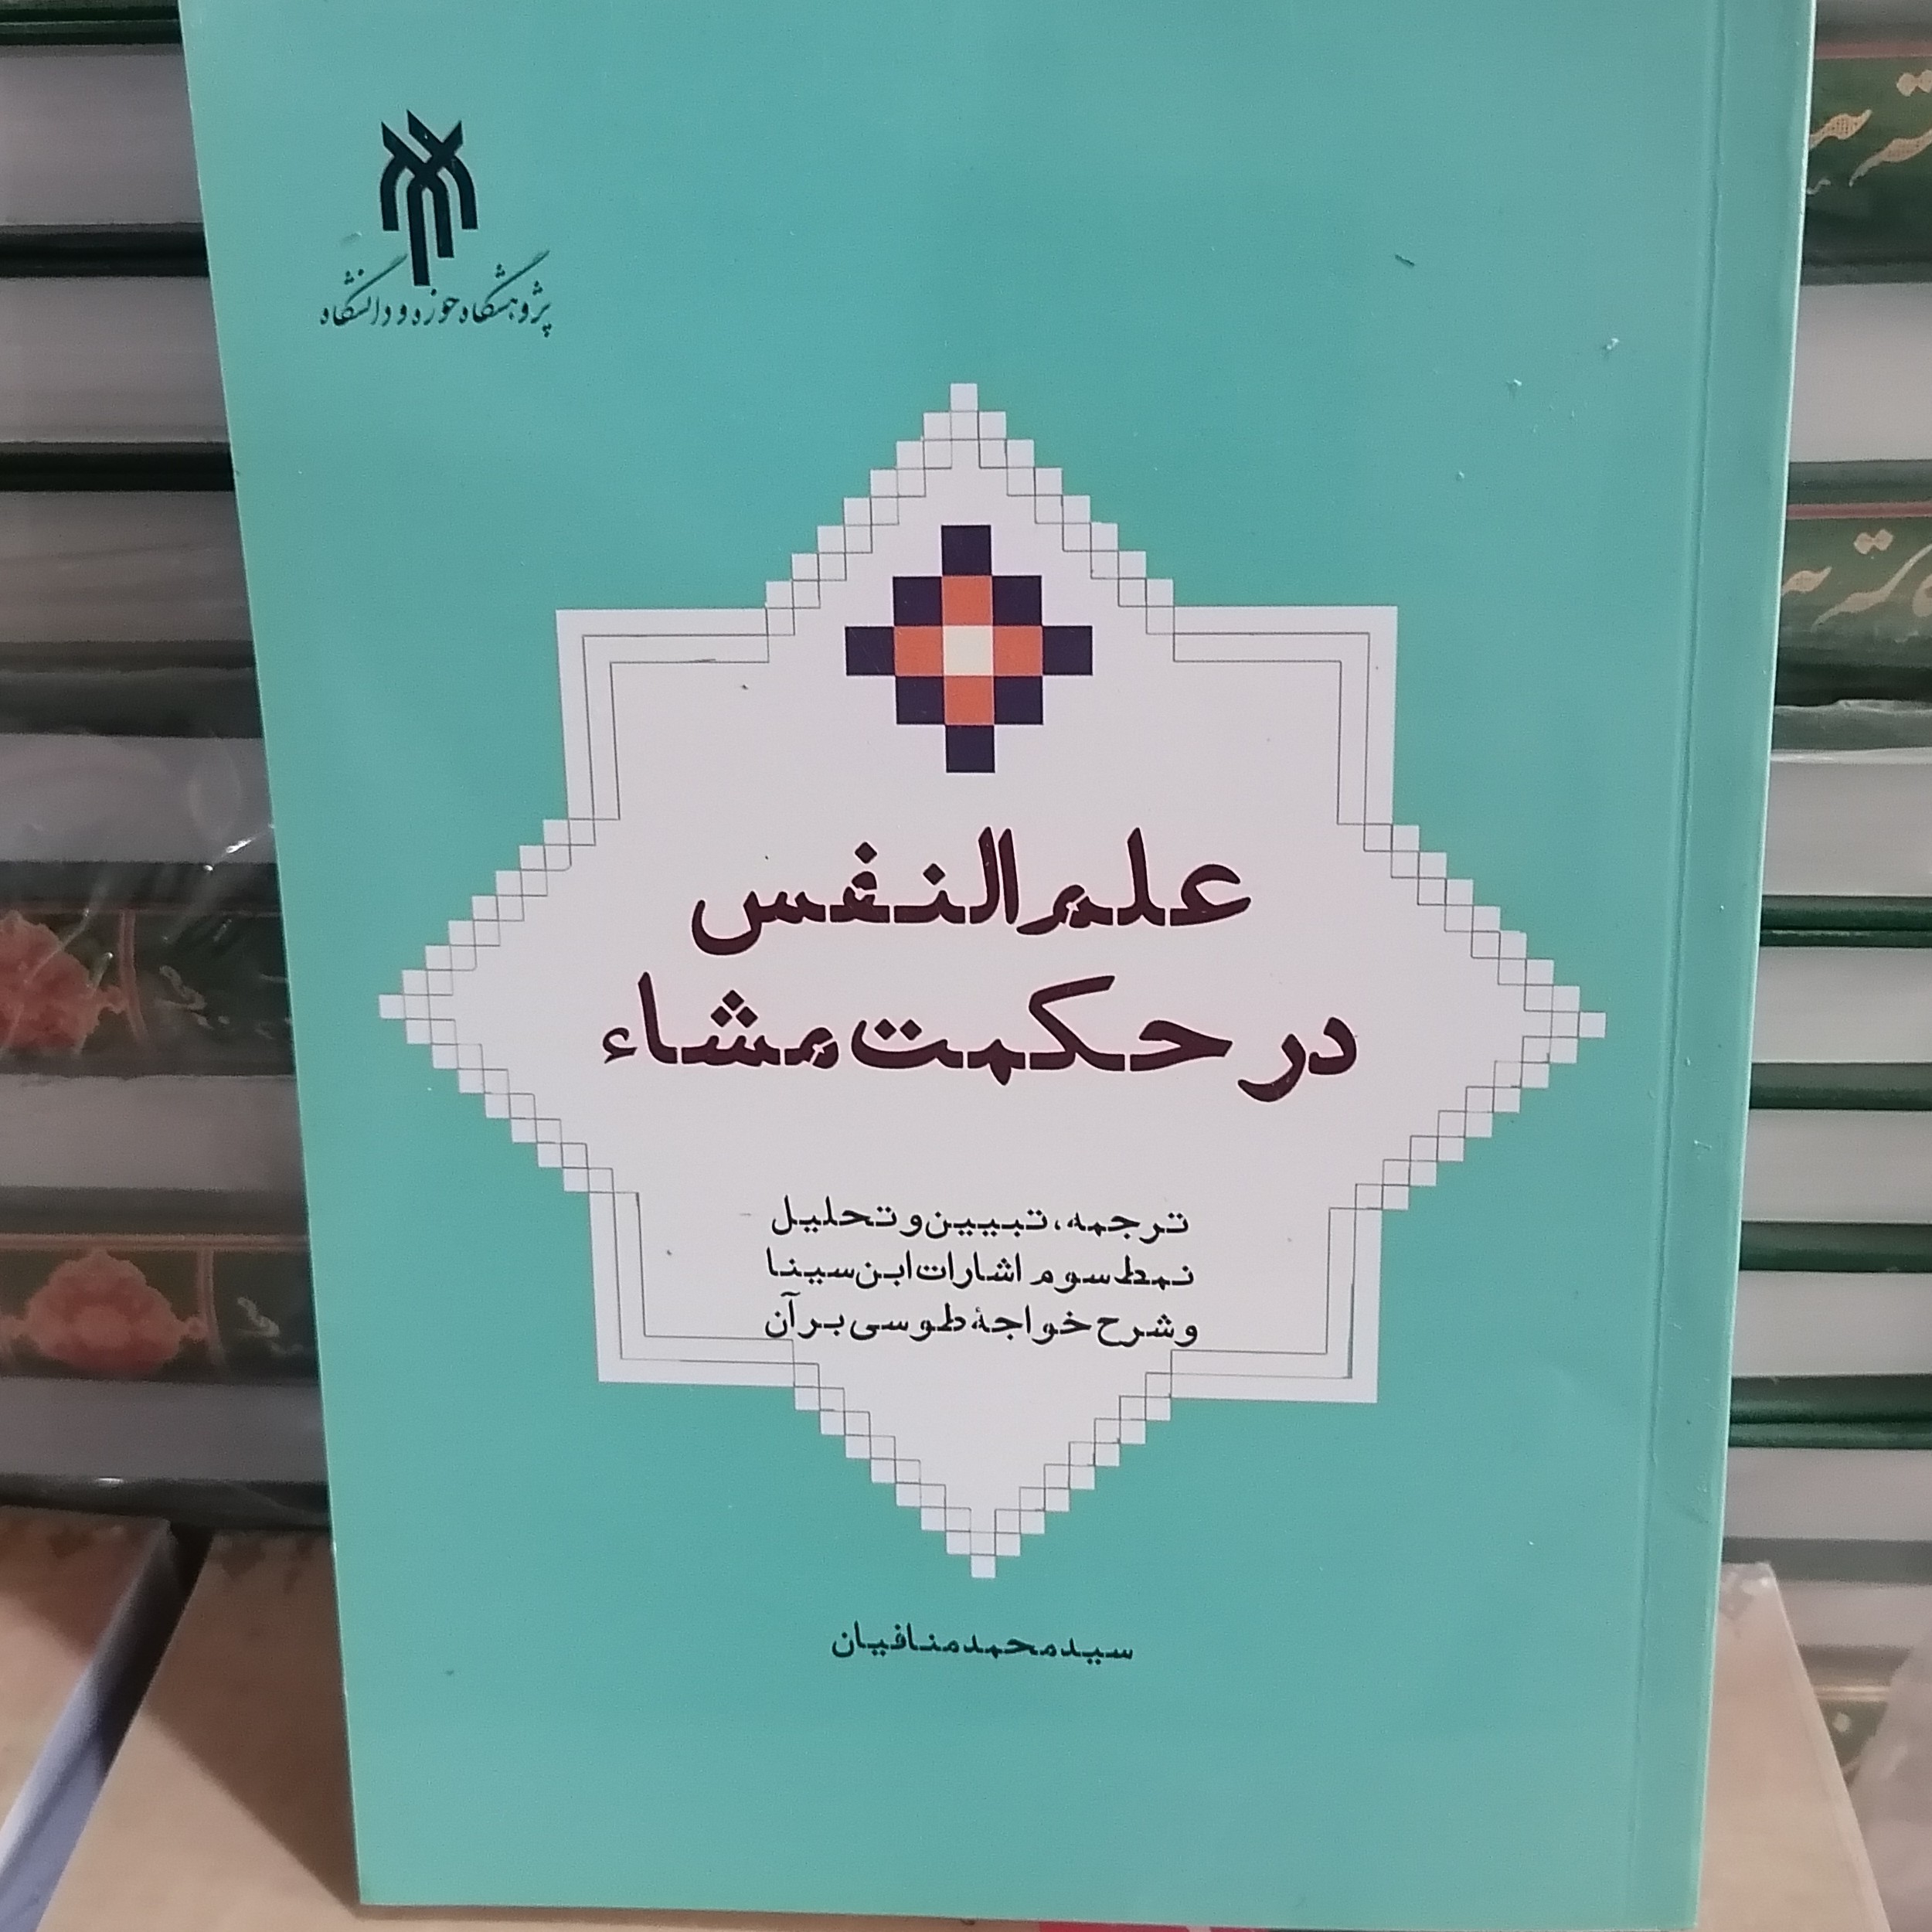 پژوهشگاه حوزه و دانشگاه
علم النفس
در حکمت مشاء
ترجمه، تبیین و تحلیل
نمط سوم اشارات ابن سینا
و شرح خواجهٔ طوسی بر آن
سید محمد منافیان